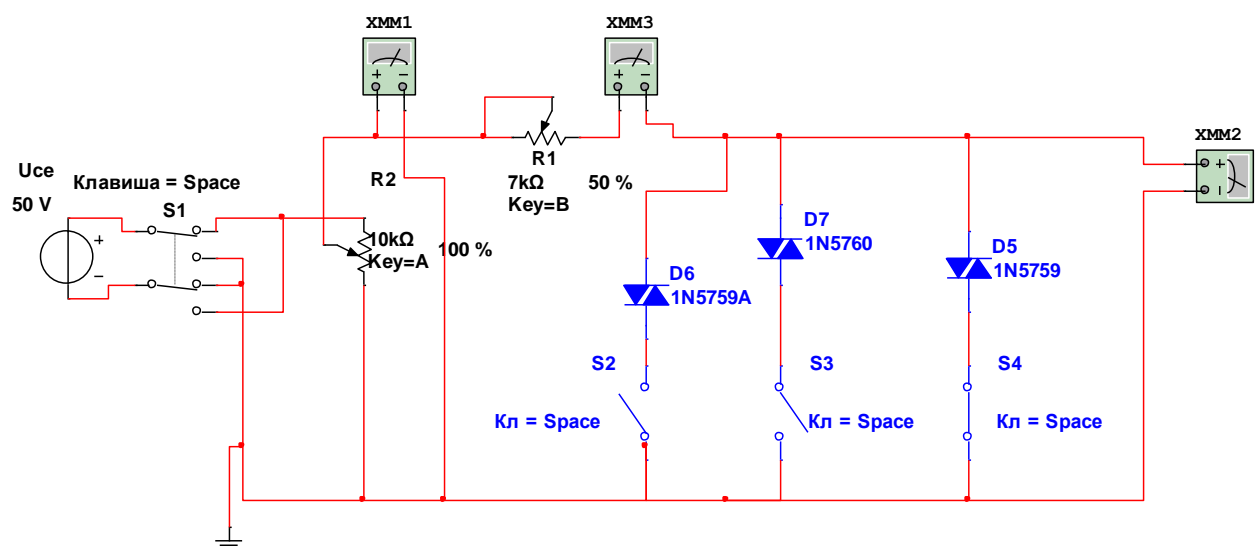 XMM1
XMM3
XMM2
+ −
+ −
+
−
R1
7kΩ
Key=B
50 %
R2
Uce
50 V
Клавиша = Space
S1
+
−
10kΩ
Key=A
100 %
D7
1N5760
D5
1N5759
D6
1N5759A
S2
S3
S4
Кл = Space
Кл = Space
Кл = Space